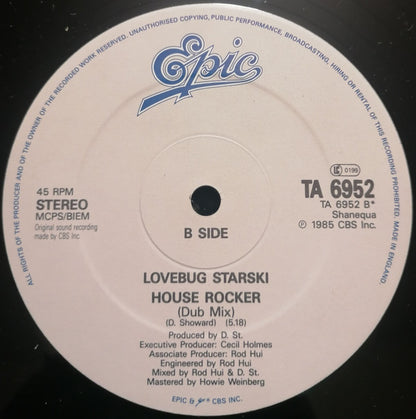 ALL RIGHTS OF THE PRODUCER AND OF THE OWNER OF THE RECORDED WORK RESERVED. UNAUTHORISED COPYING, PUBLIC PERFORMANCE, BROADCASTING, HIRING OR RENTAL OF THIS RECORDING PROHIBITED. MADE IN ENGLAND.
Epic
45 RPM
STEREO
MCPS/BIEM
Original sound recording
made by CBS Inc
LC 0199
TA 6952
TA 6952 B*
Shanequa
℗ 1985 CBS Inc.
B SIDE
LOVEBUG STARSKI
HOUSE ROCKER
(Dub Mix)
(D. Showard) (5.18)
Produced by D. St.
Executive Producer: Cecil Holmes
Associate Producer: Rod Hui
Engineered by Rod Hui
Mixed by Rod Hui & D. St.
Mastered by Howie Weinberg
EPIC & CBS INC.